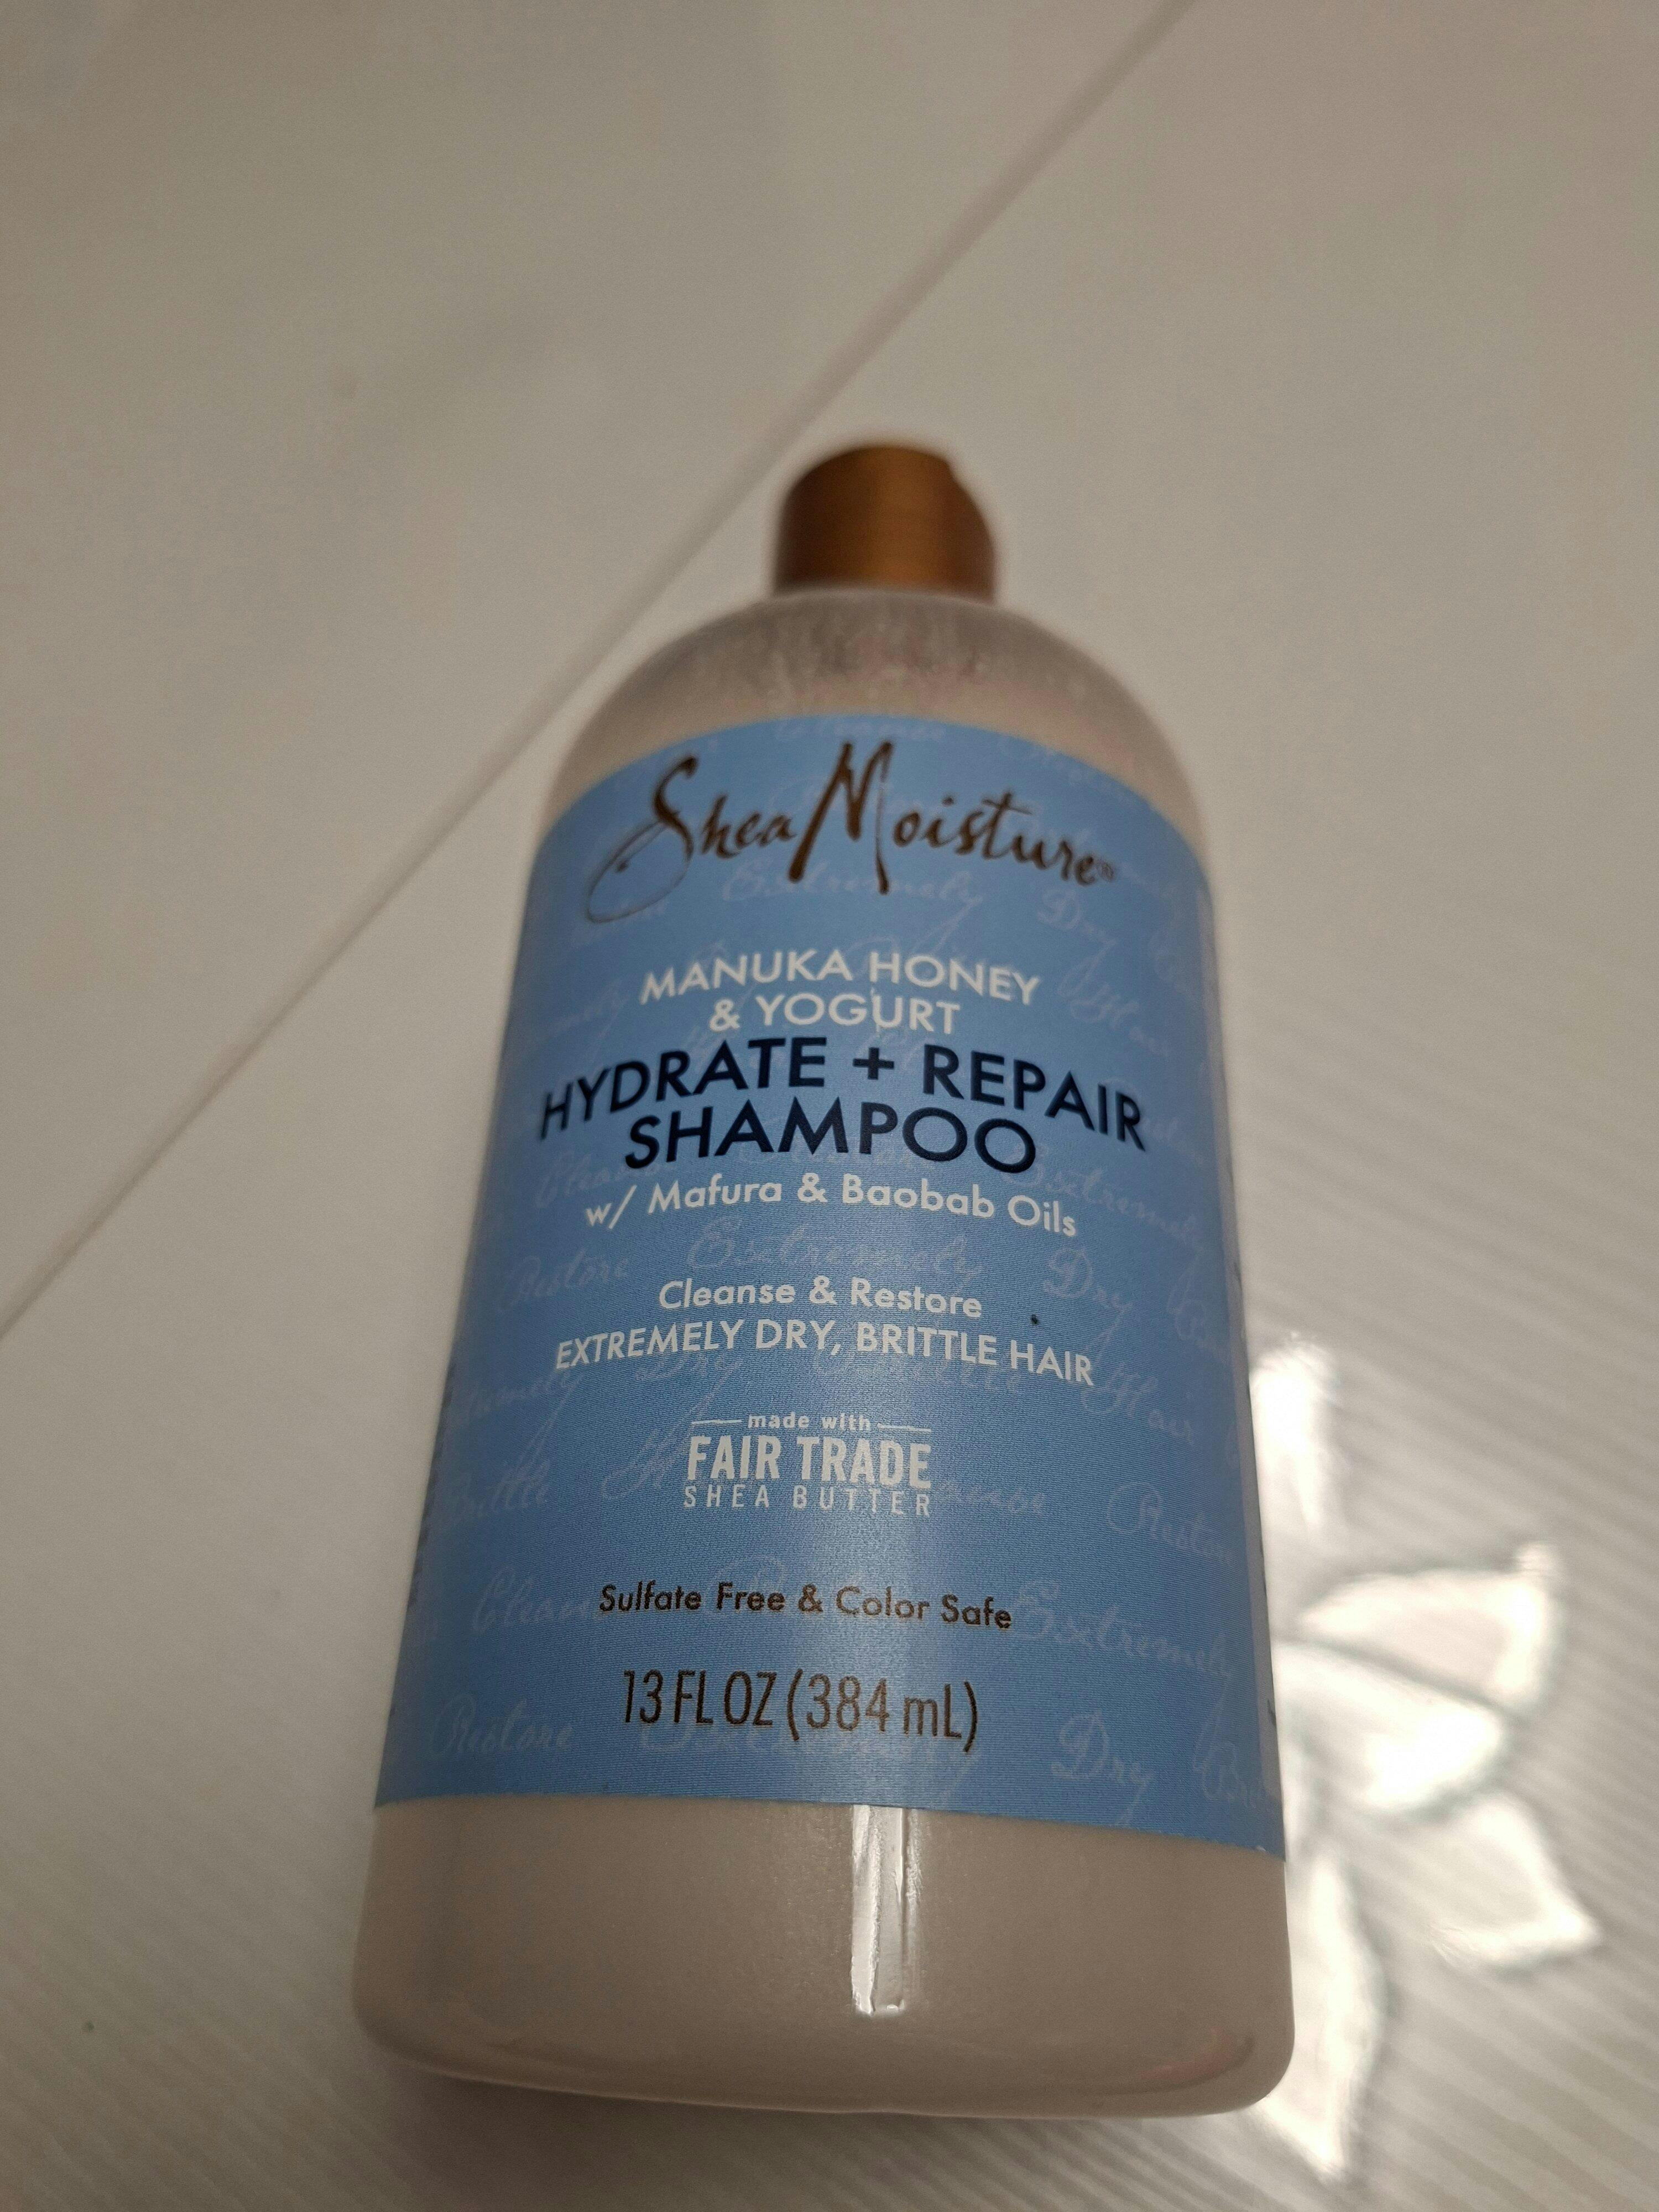 SheaMoisture®
MANUKA HONEY
& YOGURT
HYDRATE + REPAIR
SHAMPOO
w/ Mafura & Baobab Oils
Cleanse & Restore
EXTREMELY DRY, BRITTLE HAIR
made with
FAIR TRADE
SHEA BUTTER
Sulfate Free & Color Safe
13 FL OZ (384 mL)